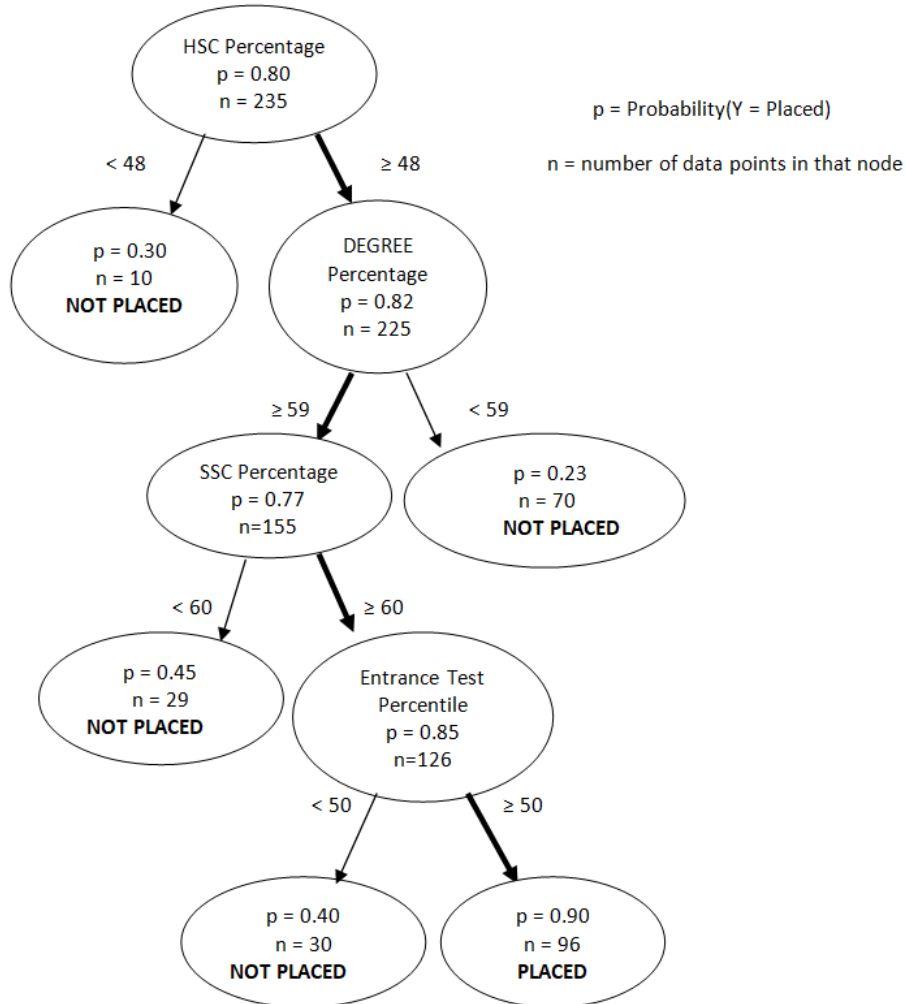 HSC Percentage
p = 0.80
n = 235
p = Probability(Y = Placed)
n = number of data points in that node
< 48
≥ 48
p = 0.30
n = 10
NOT PLACED
DEGREE
Percentage
p = 0.82
n = 225
≥ 59
< 59
SSC Percentage
p = 0.77
n=155
p = 0.23
n = 70
NOT PLACED
< 60
≥ 60
p = 0.45
n = 29
NOT PLACED
Entrance Test
Percentile
p = 0.85
n=126
< 50
≥ 50
p = 0.40
n = 30
NOT PLACED
p = 0.90
n = 96
PLACED